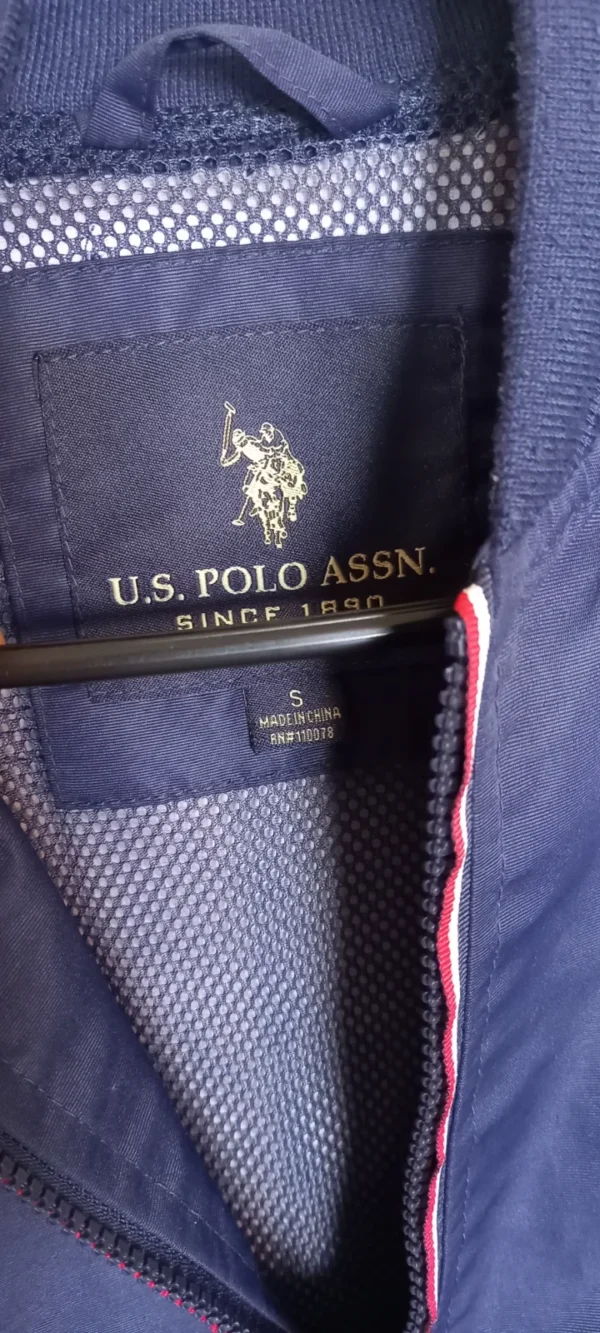 U.S. POLO ASSN.
SINCE 1890
S
MADE IN CHINA
RN#110078